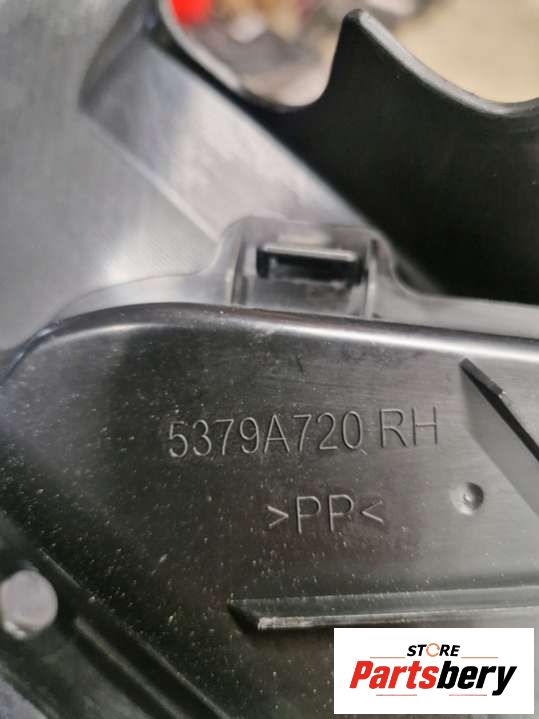 5379A720 RH
>PP<
STORE
Partsbery